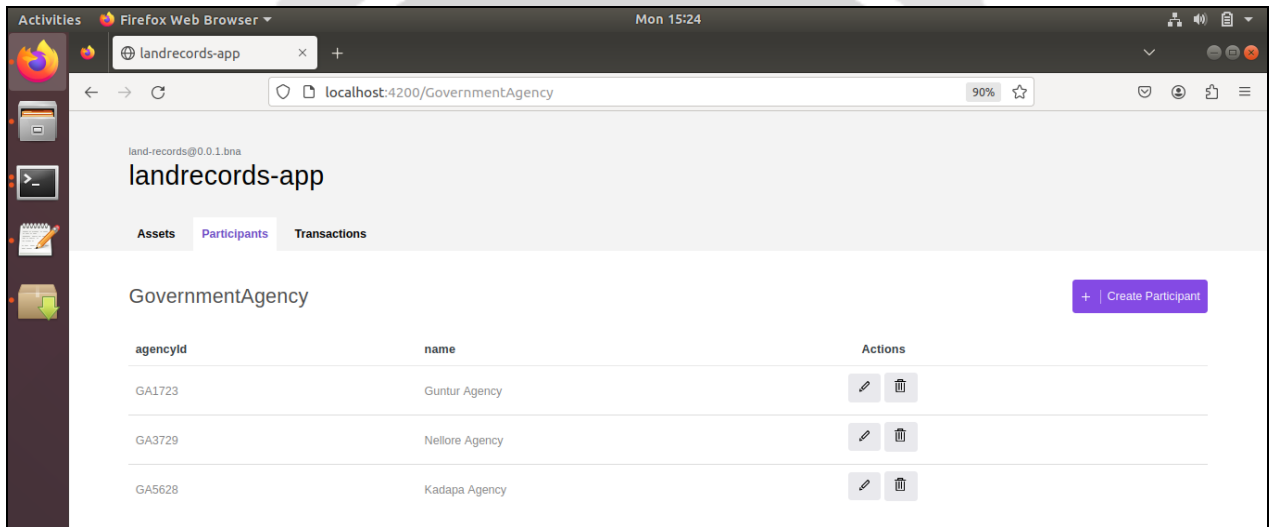 Activities Firefox Web Browser Mon 15:24
landrecords-app
localhost:4200/GovernmentAgency 90%
land-records@0.0.1.bna
landrecords-app
Assets Participants Transactions
GovernmentAgency + | Create Participant
agencyId name Actions
GA1723 Guntur Agency
GA3729 Nellore Agency
GA5628 Kadapa Agency